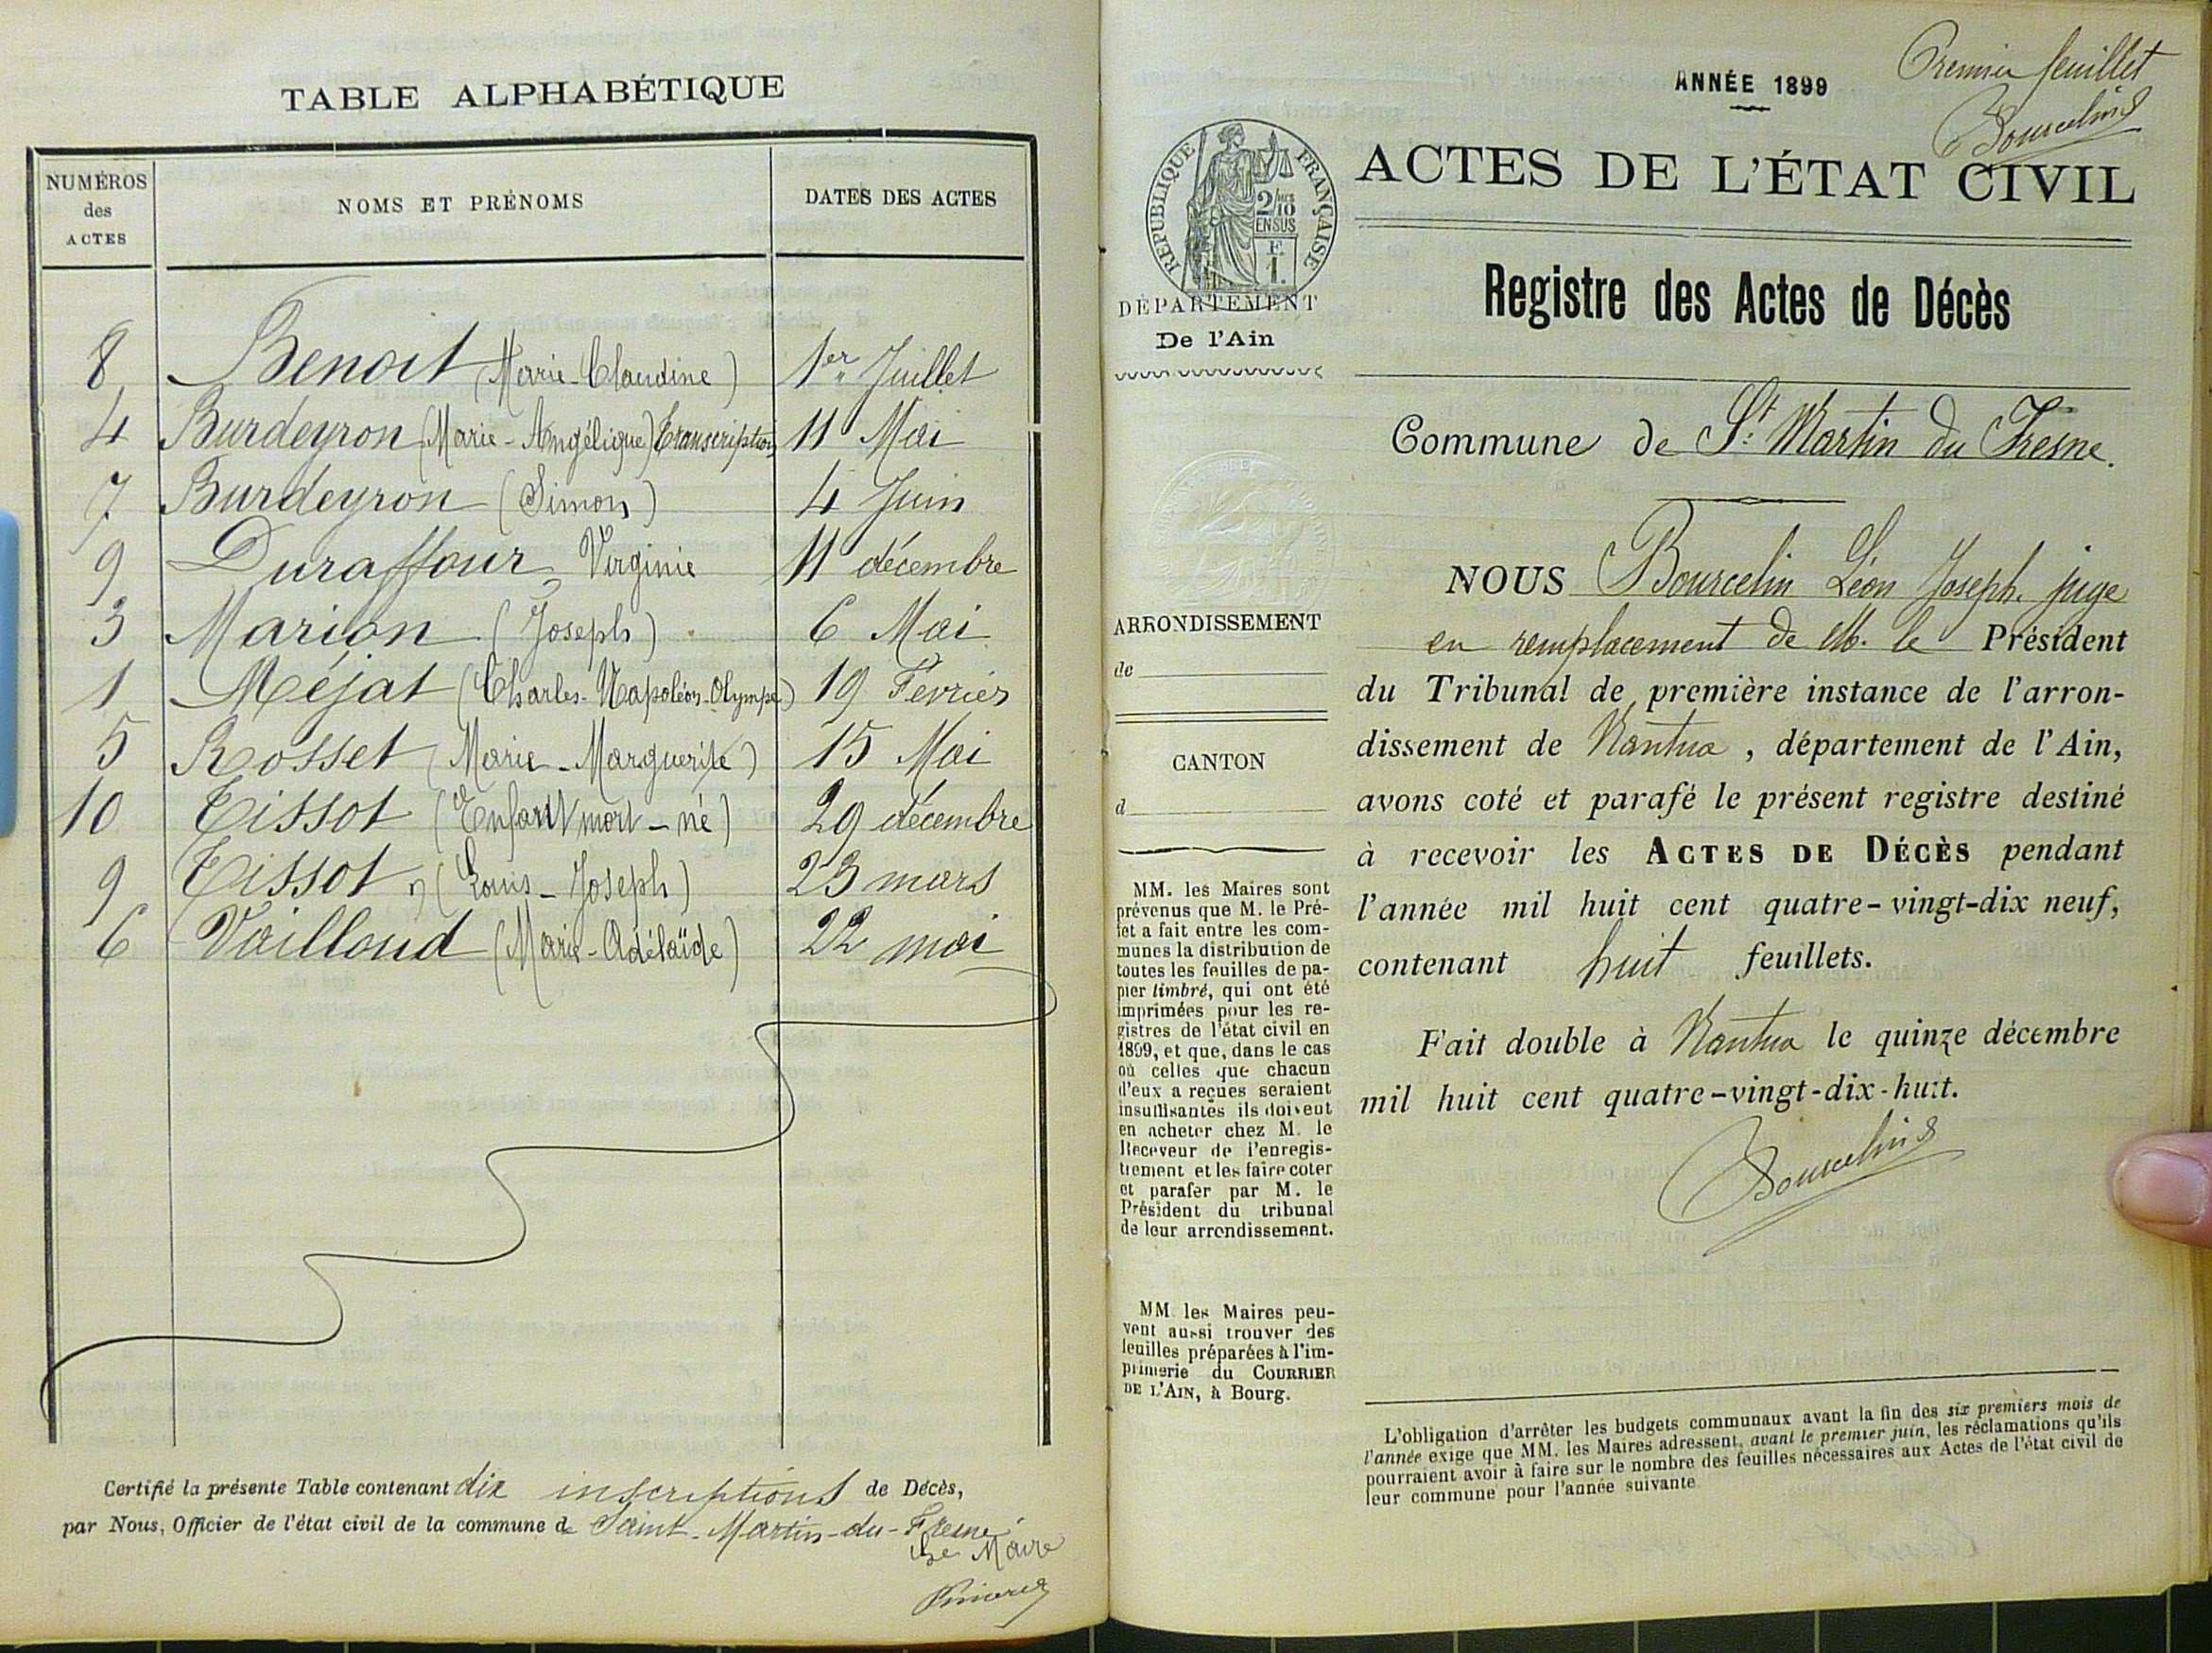 TABLE ALPHABÉTIQUE
NUMÉROS des ACTES
NOMS ET PRÉNOMS
DATES DES ACTES
8 Benoit (Marie-Claudine) 1er Juillet
4 Burdeyron (Marie-Angélique) Transcription 11 Mai
7 Burdeyron (Simon) 4 Juin
9 Duraffour, Virginie 11 décembre
3 Marion (Joseph) 6 Mai
1 Méjat (Charles-Napoléon-Olympe) 19 Février
5 Rosset (Marie-Marguerite) 15 Mai
10 Tissot (Enfant mort-né) 29 décembre
9 Tissot (Louis-Joseph) 23 mars
6 Vailloud (Marie-Adélaïde) 22 mai
Certifié la présente Table contenant dix inscriptions de Décès,
par Nous, Officier de l'état civil de la commune de Saint-Martin-du-Fresne
Le Maire
Premier feuillet
Bourcelin
ANNÉE 1899
ACTES DE L'ÉTAT CIVIL
RÉPUBLIQUE FRANÇAISE
2/10
EN SUS
F.
1.
DÉPARTEMENT
De l'Ain
Registre des Actes de Décès
Commune de St Martin du Fresne.
ARRONDISSEMENT
de
CANTON
d
MM. les Maires sont
prévenus que M. le Pré-
fet a fait entre les com-
munes la distribution de
toutes les feuilles de pa-
pier timbré, qui ont été
imprimées pour les re-
gistres de l'état civil en
1899, et que, dans le cas
où celles que chacun
d'eux a reçues seraient
insuffisantes ils doivent
en acheter chez M. le
Receveur de l'enregis-
trement et les faire coter
et parafer par M. le
Président du tribunal
de leur arrondissement.
MM. les Maires peu-
vent aussi trouver des
feuilles préparées à l'im-
primerie du COURRIER
DE L'AIN, à Bourg.
NOUS Bourcelin Léon Joseph. juge
en remplacement de M. le Président
du Tribunal de première instance de l'arron-
dissement de Nantua, département de l'Ain,
avons coté et parafé le présent registre destiné
à recevoir les ACTES DE DÉCÈS pendant
l'année mil huit cent quatre-vingt-dix neuf,
contenant huit feuillets.
Fait double à Nantua le quinze décembre
mil huit cent quatre-vingt-dix-huit.
Bourcelin
L'obligation d'arrêter les budgets communaux avant la fin des six premiers mois de
l'année exige que MM. les Maires adressent, avant le premier juin, les réclamations qu'ils
pourraient avoir à faire sur le nombre des feuilles nécessaires aux Actes de l'état civil de
leur commune pour l'année suivante.